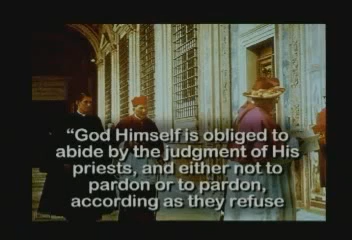 “God Himself is obliged to
abide by the judgment of His
priests, and either not to
pardon or to pardon,
according as they refuse